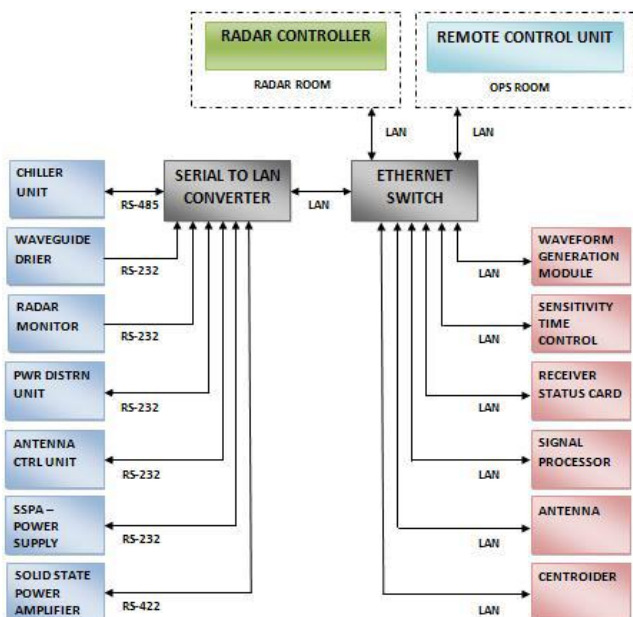 RADAR CONTROLLER
RADAR ROOM
REMOTE CONTROL UNIT
OPS ROOM
LAN
LAN
CHILLER
UNIT
RS-485
SERIAL TO LAN
CONVERTER
LAN
ETHERNET
SWITCH
WAVEGUIDE
DRIER
RS-232
RADAR
MONITOR
RS-232
PWR DISTRN
UNIT
RS-232
ANTENNA
CTRL UNIT
RS-232
SSPA –
POWER
SUPPLY
RS-232
SOLID STATE
POWER
AMPLIFIER
RS-422
LAN
WAVEFORM
GENERATION
MODULE
LAN
SENSITIVITY
TIME
CONTROL
LAN
RECEIVER
STATUS CARD
LAN
SIGNAL
PROCESSOR
LAN
ANTENNA
LAN
CENTROIDER